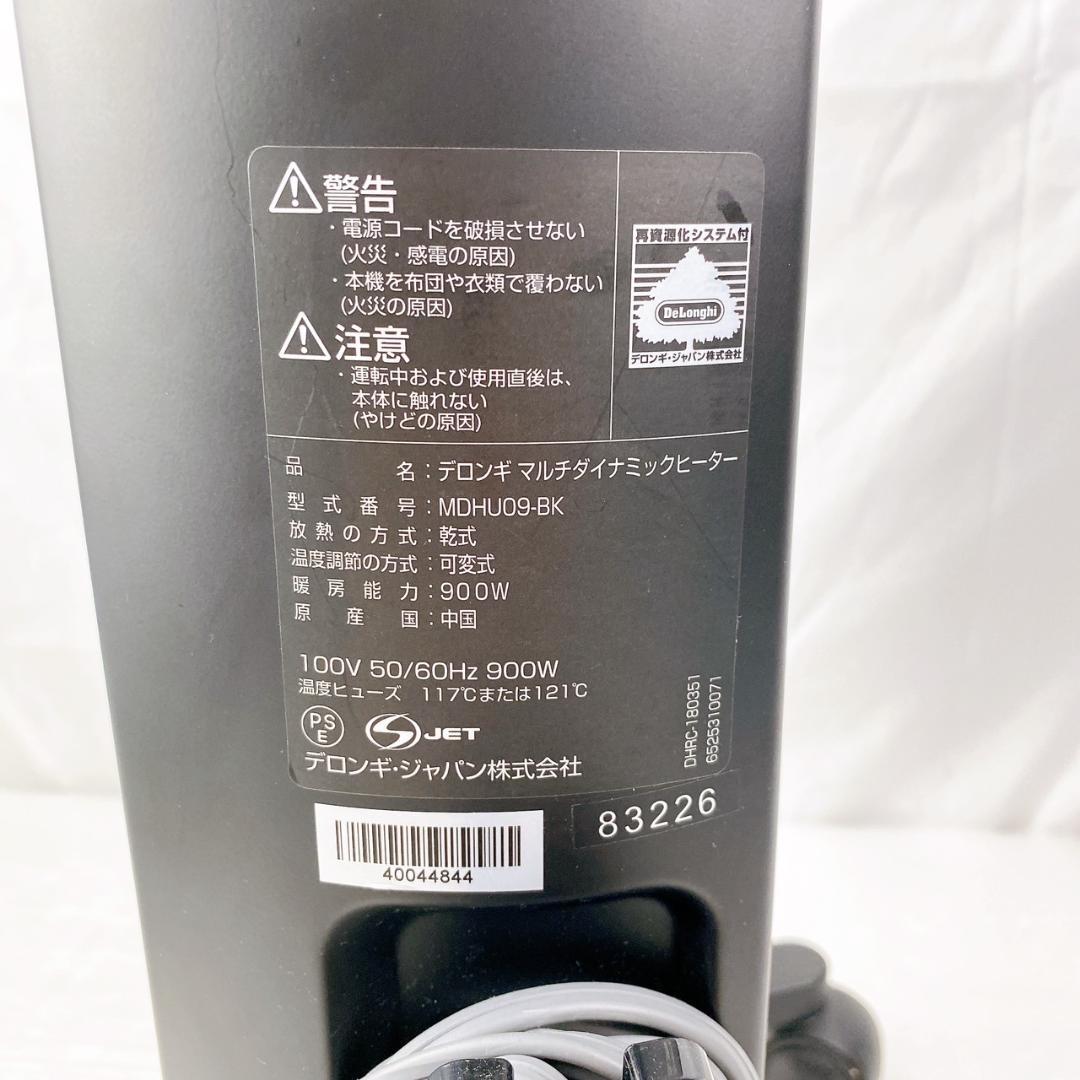 警告
・電源コードを破損させない
(火災・感電の原因)
・本機を布団や衣類で覆わない
(火災の原因)
注意
・運転中および使用直後は、
本体に触れない
(やけどの原因)
再資源化システム付
DeLonghi
デロンギ・ジャパン株式会社
品名：デロンギ マルチダイナミックヒーター
型式番号：MDHU09-BK
放熱の方式：乾式
温度調節の方式：可変式
暖房能力：900W
原産国：中国
100V 50/60Hz 900W
温度ヒューズ 117℃または121℃
PSE
JET
デロンギ・ジャパン株式会社
DHRC-180351
6525310071
83226
40044844